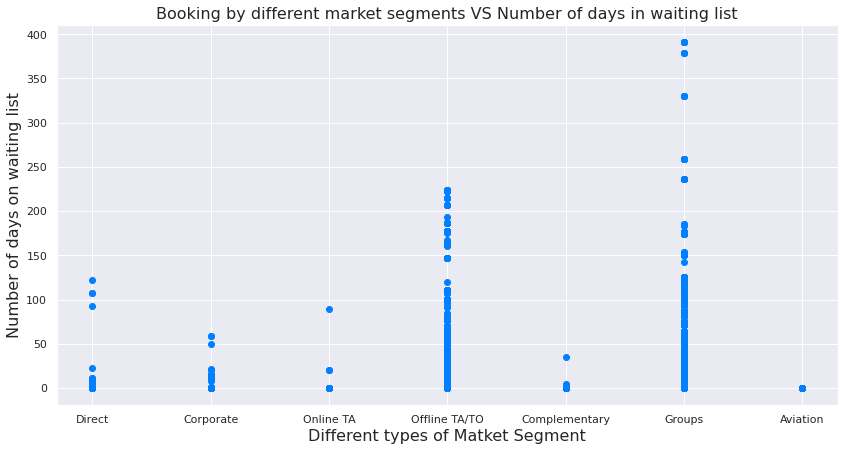 Booking by different market segments VS Number of days in waiting list
Number of days on waiting list
400
350
300
250
200
150
100
50
0
Direct Corporate Online TA Offline TA/TO Complementary Groups Aviation
Different types of Matket Segment